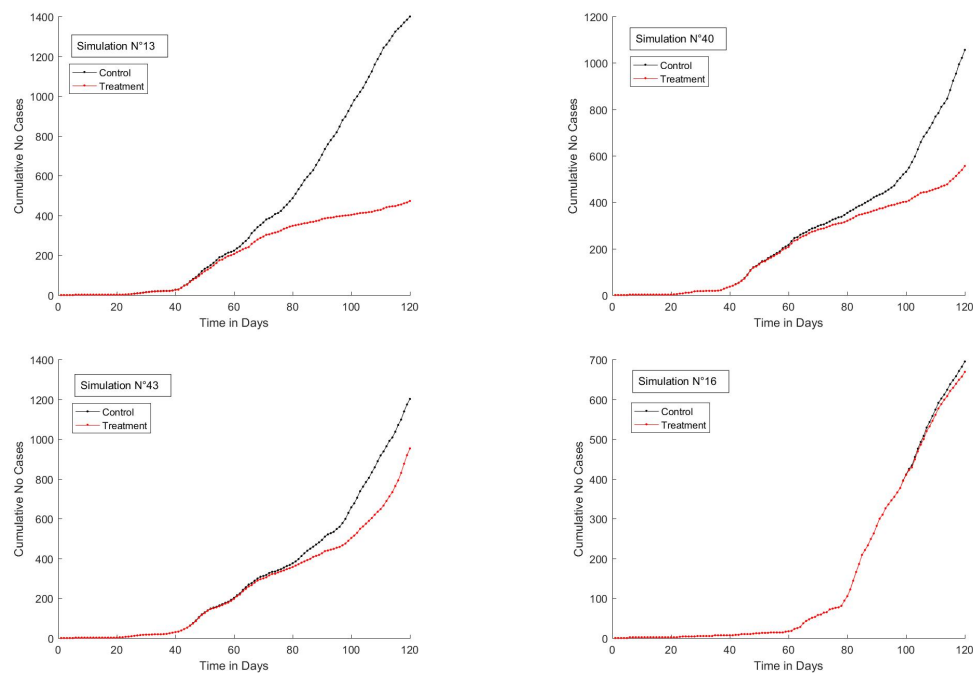 Simulation N°13
Control
Treatment
Cumulative No Cases
1400
1200
1000
800
600
400
200
0
0 20 40 60 80 100 120
Time in Days
Simulation N°40
Control
Treatment
Cumulative No Cases
1200
1000
800
600
400
200
0
0 20 40 60 80 100 120
Time in Days
Simulation N°43
Control
Treatment
Cumulative No Cases
1400
1200
1000
800
600
400
200
0
0 20 40 60 80 100 120
Time in Days
Simulation N°16
Control
Treatment
Cumulative No Cases
700
600
500
400
300
200
100
0
0 20 40 60 80 100 120
Time in Days